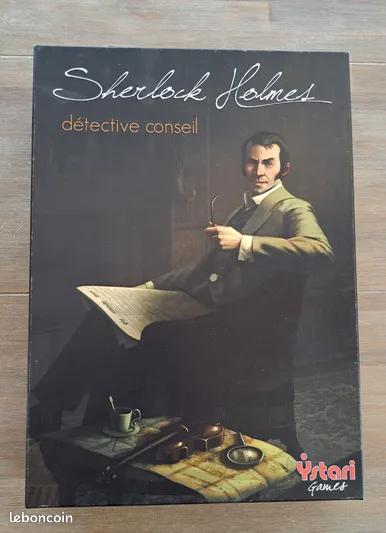 Sherlock Holmes
détective conseil
Ystari
Games
leboncoin